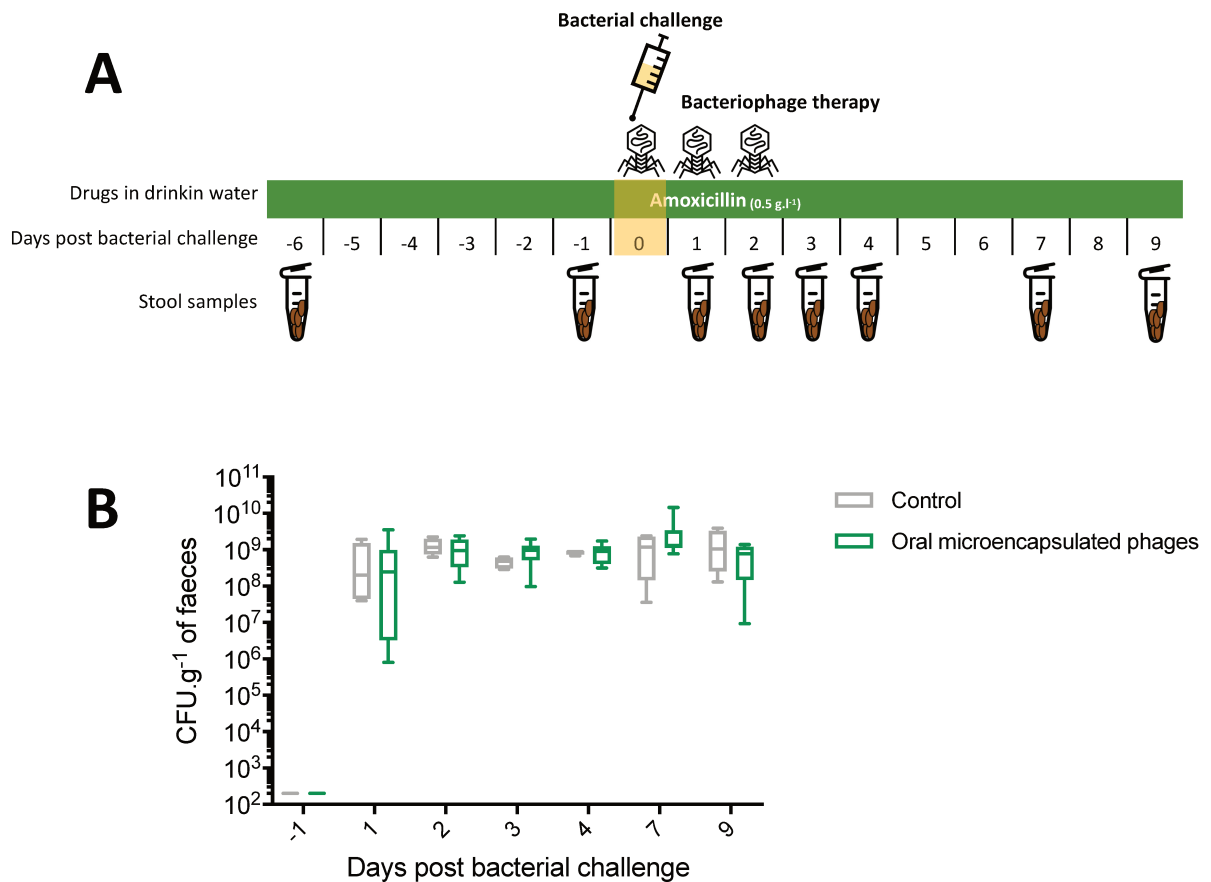 Bacterial challenge
A
Bacteriophage therapy
Drugs in drinkin water
Amoxicillin (0.5 g.l-1)
Days post bacterial challenge -6 -5 -4 -3 -2 -1 0 1 2 3 4 5 6 7 8 9
Stool samples
B
CFU.g-1 of faeces
10^11
10^10
10^9
10^8
10^7
10^6
10^5
10^4
10^3
10^2
-1 1 2 3 4 7 9
Days post bacterial challenge
Control
Oral microencapsulated phages